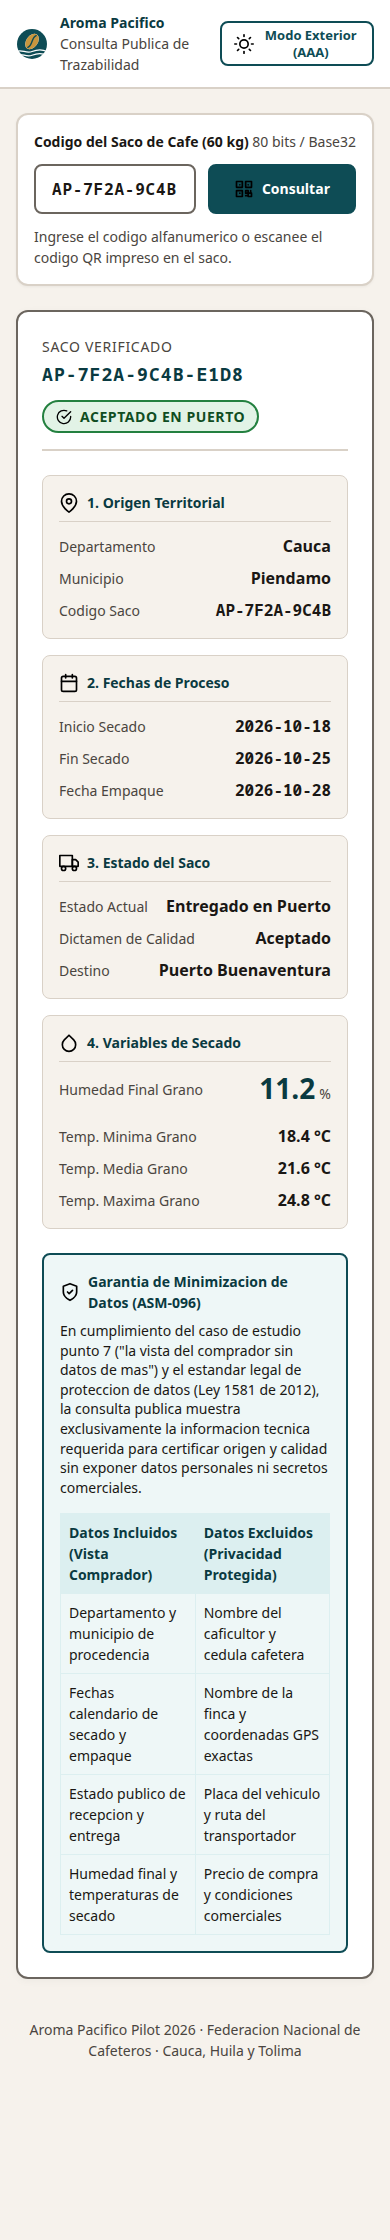 Aroma Pacifico
Consulta Publica de
Trazabilidad
Modo Exterior
(AAA)
Codigo del Saco de Cafe (60 kg) 80 bits / Base32
AP-7F2A-9C4B
Consultar
Ingrese el codigo alfanumerico o escanee el
codigo QR impreso en el saco.
SACO VERIFICADO
AP-7F2A-9C4B-E1D8
ACEPTADO EN PUERTO
1. Origen Territorial
Departamento Cauca
Municipio Piendamo
Codigo Saco AP-7F2A-9C4B
2. Fechas de Proceso
Inicio Secado 2026-10-18
Fin Secado 2026-10-25
Fecha Empaque 2026-10-28
3. Estado del Saco
Estado Actual Entregado en Puerto
Dictamen de Calidad Aceptado
Destino Puerto Buenaventura
4. Variables de Secado
Humedad Final Grano 11.2 %
Temp. Minima Grano 18.4 °C
Temp. Media Grano 21.6 °C
Temp. Maxima Grano 24.8 °C
Garantia de Minimizacion de
Datos (ASM-096)
En cumplimiento del caso de estudio
punto 7 ("la vista del comprador sin
datos de mas") y el estandar legal de
proteccion de datos (Ley 1581 de 2012),
la consulta publica muestra
exclusivamente la informacion tecnica
requerida para certificar origen y calidad
sin exponer datos personales ni secretos
comerciales.
Datos Incluidos
(Vista
Comprador)
Datos Excluidos
(Privacidad
Protegida)
Departamento y
municipio de
procedencia
Nombre del
caficultor y
cedula cafetera
Fechas
calendario de
secado y
empaque
Nombre de la
finca y
coordenadas GPS
exactas
Estado publico de
recepcion y
entrega
Placa del vehiculo
y ruta del
transportador
Humedad final y
temperaturas de
secado
Precio de compra
y condiciones
comerciales
Aroma Pacifico Pilot 2026 · Federacion Nacional de
Cafeteros · Cauca, Huila y Tolima